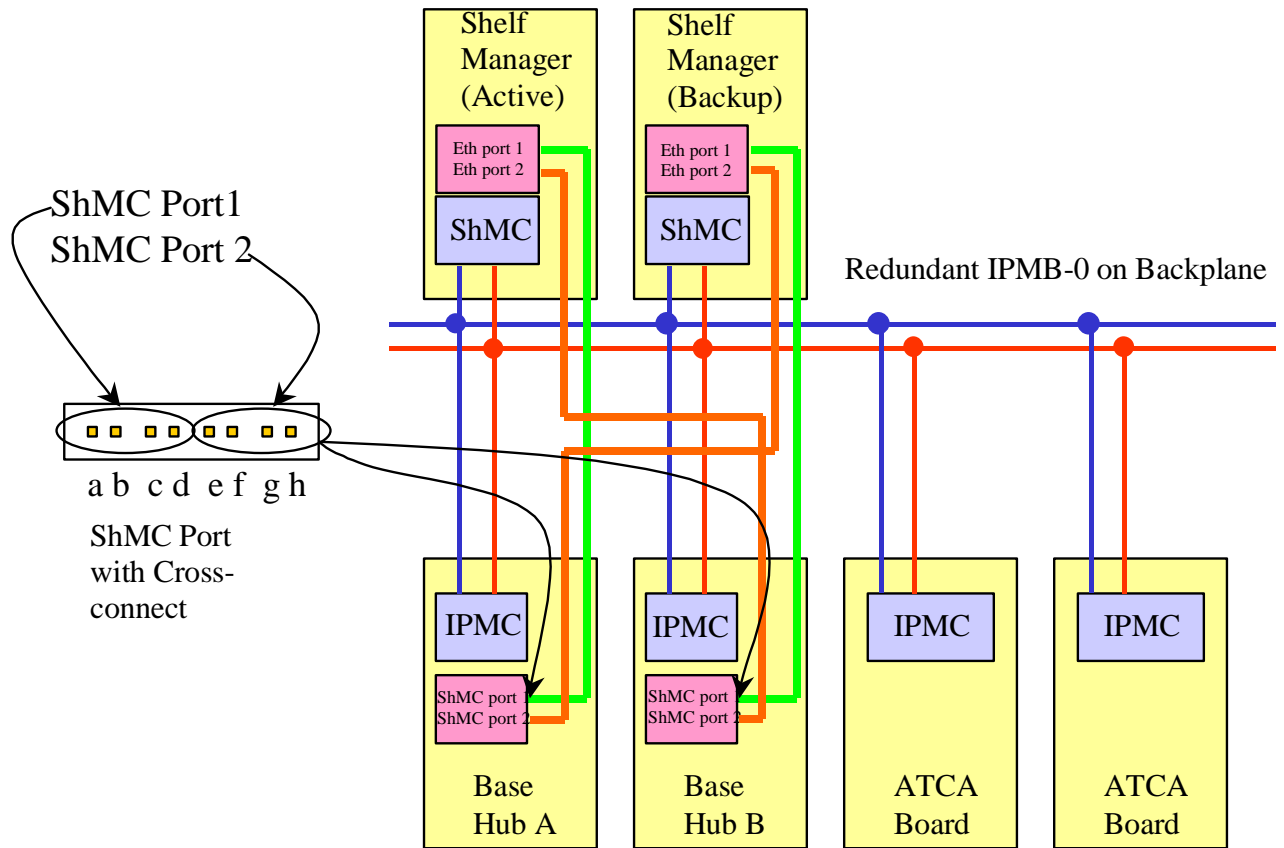 Shelf
Manager
(Active)
Eth port 1
Eth port 2
ShMC
Shelf
Manager
(Backup)
Eth port 1
Eth port 2
ShMC
ShMC Port1
ShMC Port 2
Redundant IPMB-0 on Backplane
a b c d e f g h
ShMC Port
with Cross-
connect
IPMC
ShMC port 1
ShMC port 2
Base
Hub A
IPMC
ShMC port
ShMC port 2
Base
Hub B
IPMC
ATCA
Board
IPMC
ATCA
Board